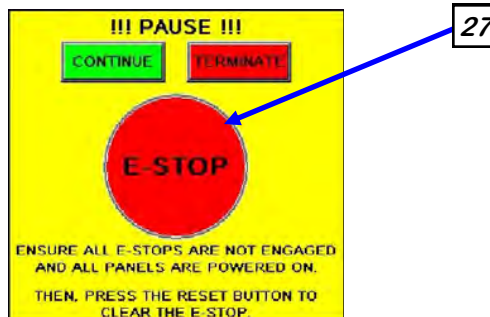 !!! PAUSE !!!
27
CONTINUE TERMINATE
E-STOP
ENSURE ALL E-STOPS ARE NOT ENGAGED
AND ALL PANELS ARE POWERED ON.
THEN, PRESS THE RESET BUTTON TO
CLEAR THE E-STOP.